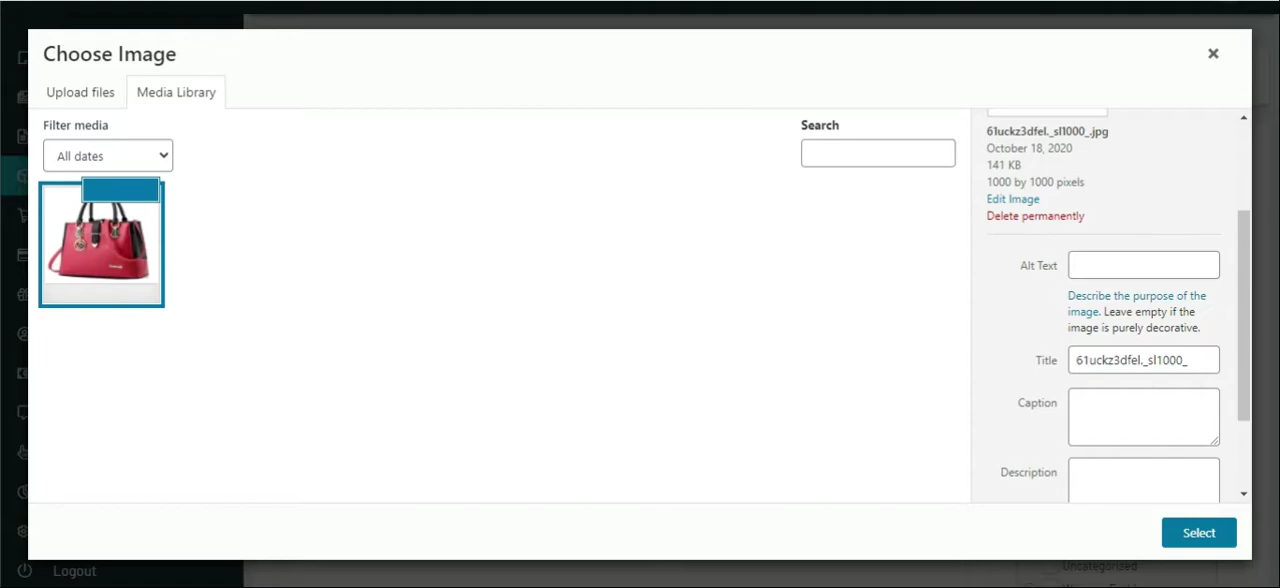 Choose Image
Upload files
Media Library
Filter media
All dates
Search
61uckz3dfel._sl1000_.jpg
October 18, 2020
141 KB
1000 by 1000 pixels
Edit Image
Delete permanently
Alt Text
Describe the purpose of the
image. Leave empty if the
image is purely decorative.
Title
61uckz3dfel._sl1000_
Caption
Description
Select
Logout
Uncategorised